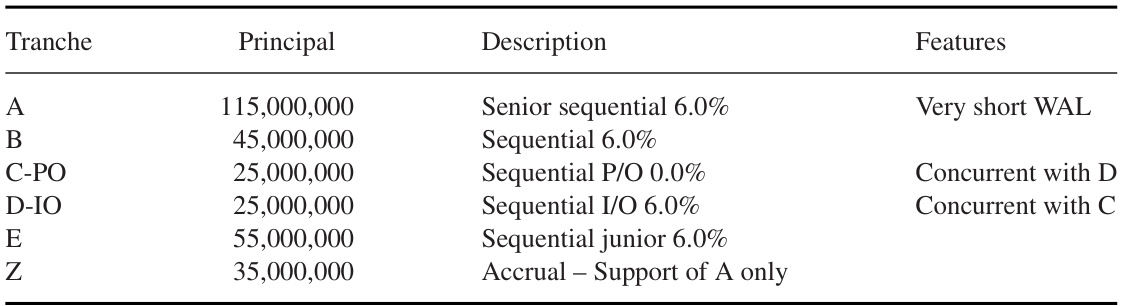 Tranche Principal Description Features
A 115,000,000 Senior sequential 6.0% Very short WAL
B 45,000,000 Sequential 6.0%
C-PO 25,000,000 Sequential P/O 0.0% Concurrent with D
D-IO 25,000,000 Sequential I/O 6.0% Concurrent with C
E 55,000,000 Sequential junior 6.0%
Z 35,000,000 Accrual – Support of A only